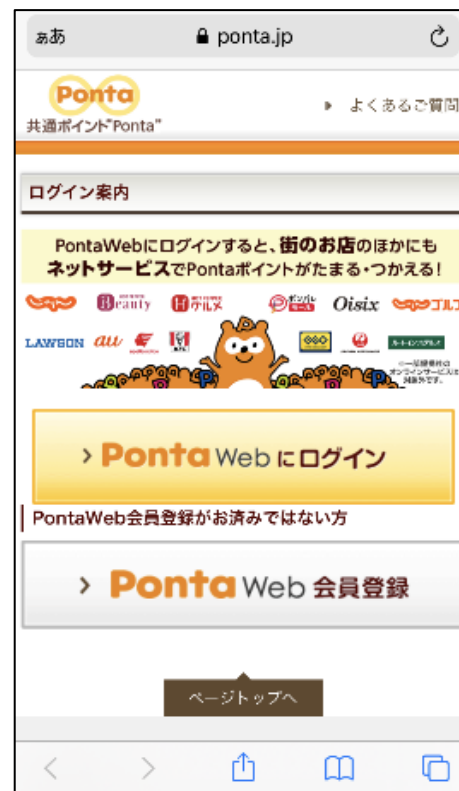 ぁあ
ponta.jp
Ponta
共通ポイント"Ponta"
よくあるご質問
ログイン案内
PontaWebにログインすると、街のお店のほかにも
ネットサービスでPontaポイントがたまる・つかえる!
Beauty
Oisix
LAWSON au KFC GEO
Ponta Web にログイン
PontaWeb会員登録がお済みではない方
Ponta Web 会員登録
ページトップへ